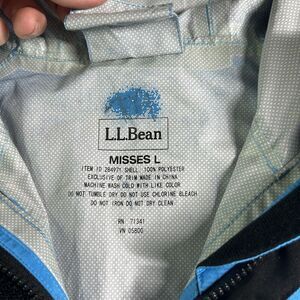 L.L.Bean
MISSES L
ITEM ID 284971 SHELL: 100% POLYESTER
EXCLUSIVE OF TRIM MADE IN CHINA
MACHINE WASH COLD WITH LIKE COLOR
DO NOT TUMBLE DRY DO NOT USE CHLORINE BLEACH
DO NOT IRON DO NOT DRY CLEAN
RN 71341
VN 05800